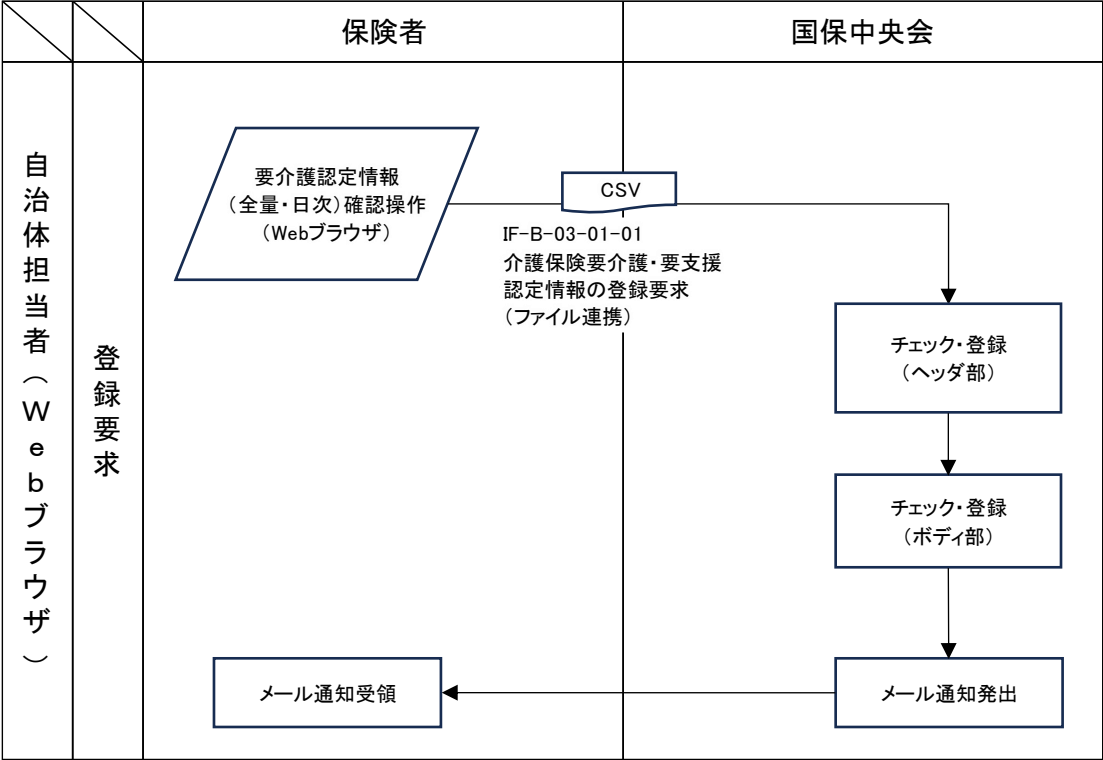 保険者
国保中央会
自治体担当者（Webブラウザ）
登録要求
要介護認定情報
（全量・日次）確認操作
（Webブラウザ）
CSV
IF-B-03-01-01
介護保険要介護・要支援
認定情報の登録要求
（ファイル連携）
チェック・登録
（ヘッダ部）
チェック・登録
（ボディ部）
メール通知受領
メール通知発出